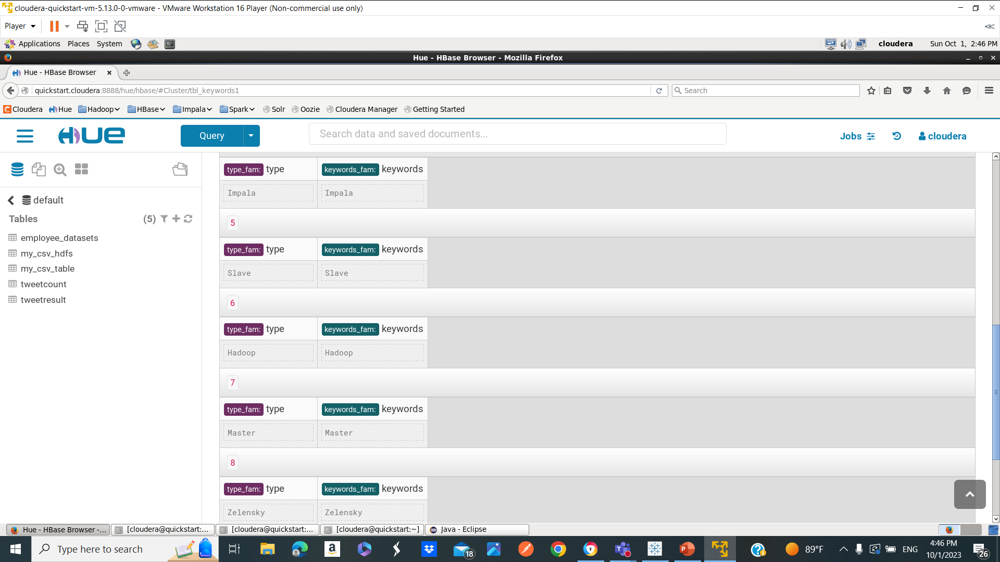 cloudera-quickstart-vm-5.13.0-0-vmware - VMware Workstation 16 Player (Non-commercial use only)
Player
Applications Places System cloudera Sun Oct 1, 2:46 PM
Hue - HBase Browser - Mozilla Firefox
Hue - HBase Browser
quickstart.cloudera:8888/hue/hbase/#Cluster/tbl_keywords1 Search
Cloudera Hue Hadoop HBase Impala Spark Solr Oozie Cloudera Manager Getting Started
HUE Query Search data and saved documents... Jobs cloudera
default
Tables (5)
employee_datasets
my_csv_hdfs
my_csv_table
tweetcount
tweetresult
type_fam: type keywords_fam: keywords
Impala Impala
5
type_fam: type keywords_fam: keywords
Slave Slave
6
type_fam: type keywords_fam: keywords
Hadoop Hadoop
7
type_fam: type keywords_fam: keywords
Master Master
8
type_fam: type keywords_fam: keywords
Zelensky Zelensky
Hue - HBase Browser -... [cloudera@quickstart:... [cloudera@quickstart:... [cloudera@quickstart:~] Java - Eclipse
Type here to search 18 89°F ENG 4:46 PM
10/1/2023 26